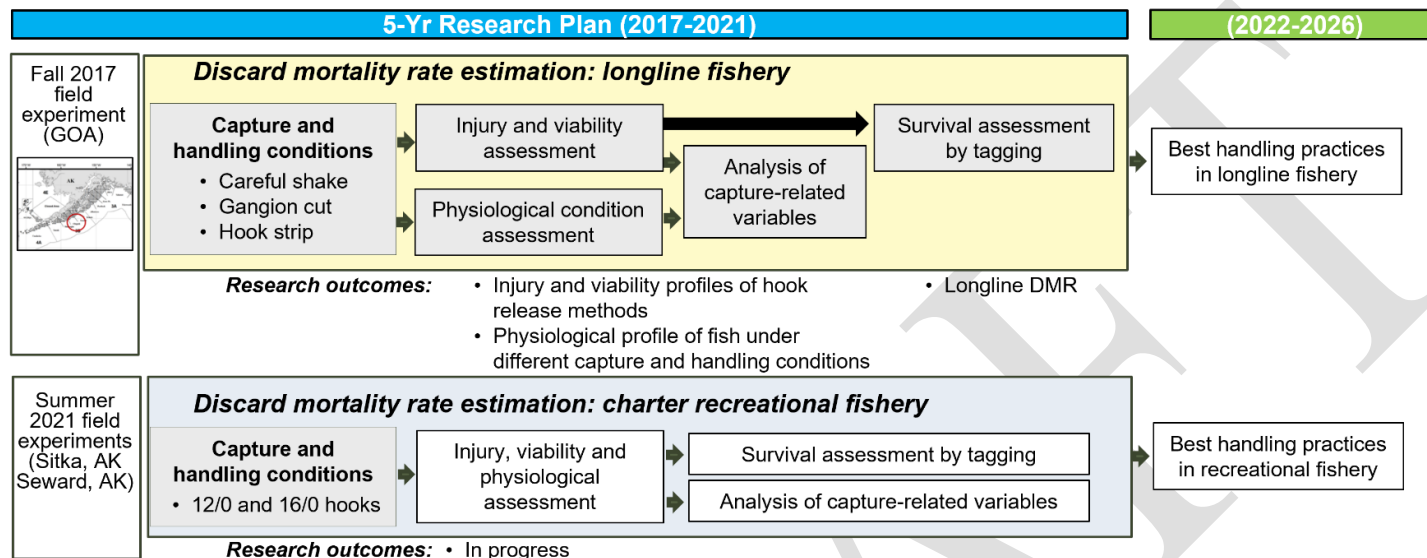 5-Yr Research Plan (2017-2021)
(2022-2026)
Fall 2017
field
experiment
(GOA)
Discard mortality rate estimation: longline fishery
Capture and
handling conditions
• Careful shake
• Gangion cut
• Hook strip
Injury and viability
assessment
Physiological condition
assessment
Analysis of
capture-related
variables
Survival assessment
by tagging
Best handling practices
in longline fishery
Research outcomes:
• Injury and viability profiles of hook
release methods
• Physiological profile of fish under
different capture and handling conditions
• Longline DMR
Summer
2021 field
experiments
(Sitka, AK
Seward, AK)
Discard mortality rate estimation: charter recreational fishery
Capture and
handling conditions
• 12/0 and 16/0 hooks
Injury, viability and
physiological
assessment
Survival assessment by tagging
Analysis of capture-related variables
Best handling practices
in recreational fishery
Research outcomes: • In progress